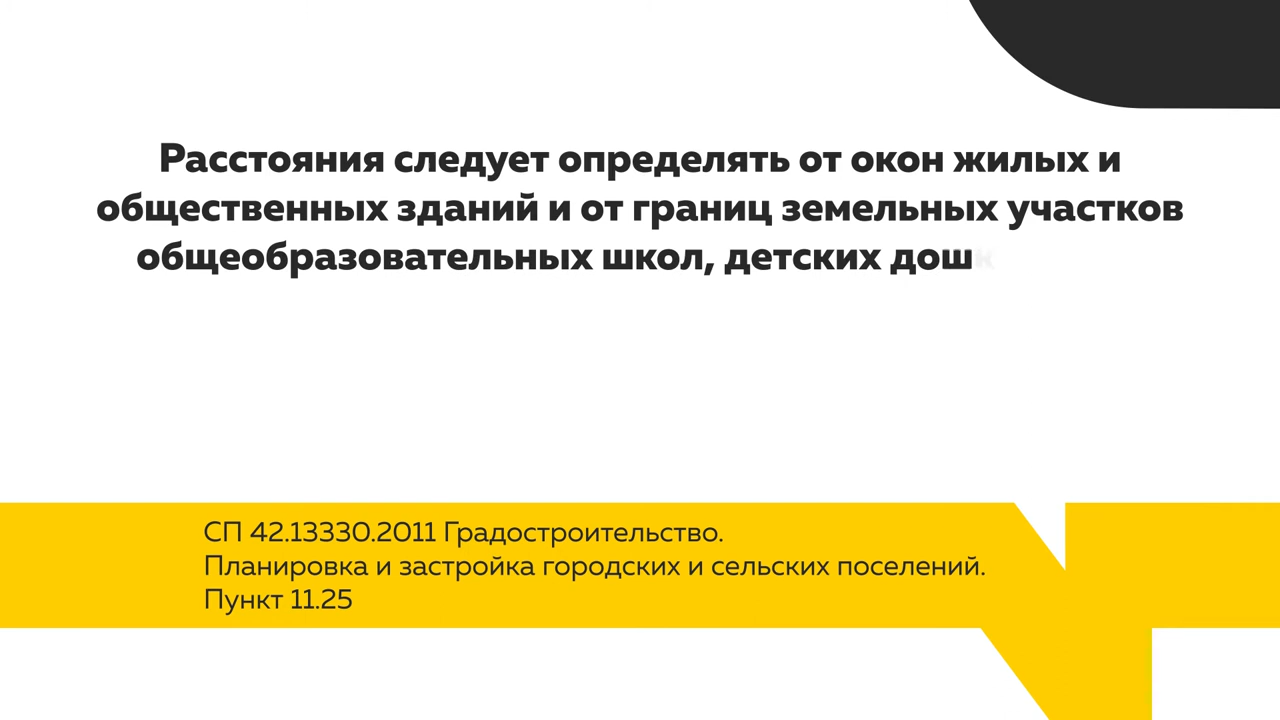 Расстояния следует определять от окон жилых и
общественных зданий и от границ земельных участков
общеобразовательных школ, детских дош
СП 42.13330.2011 Градостроительство.
Планировка и застройка городских и сельских поселений.
Пункт 11.25